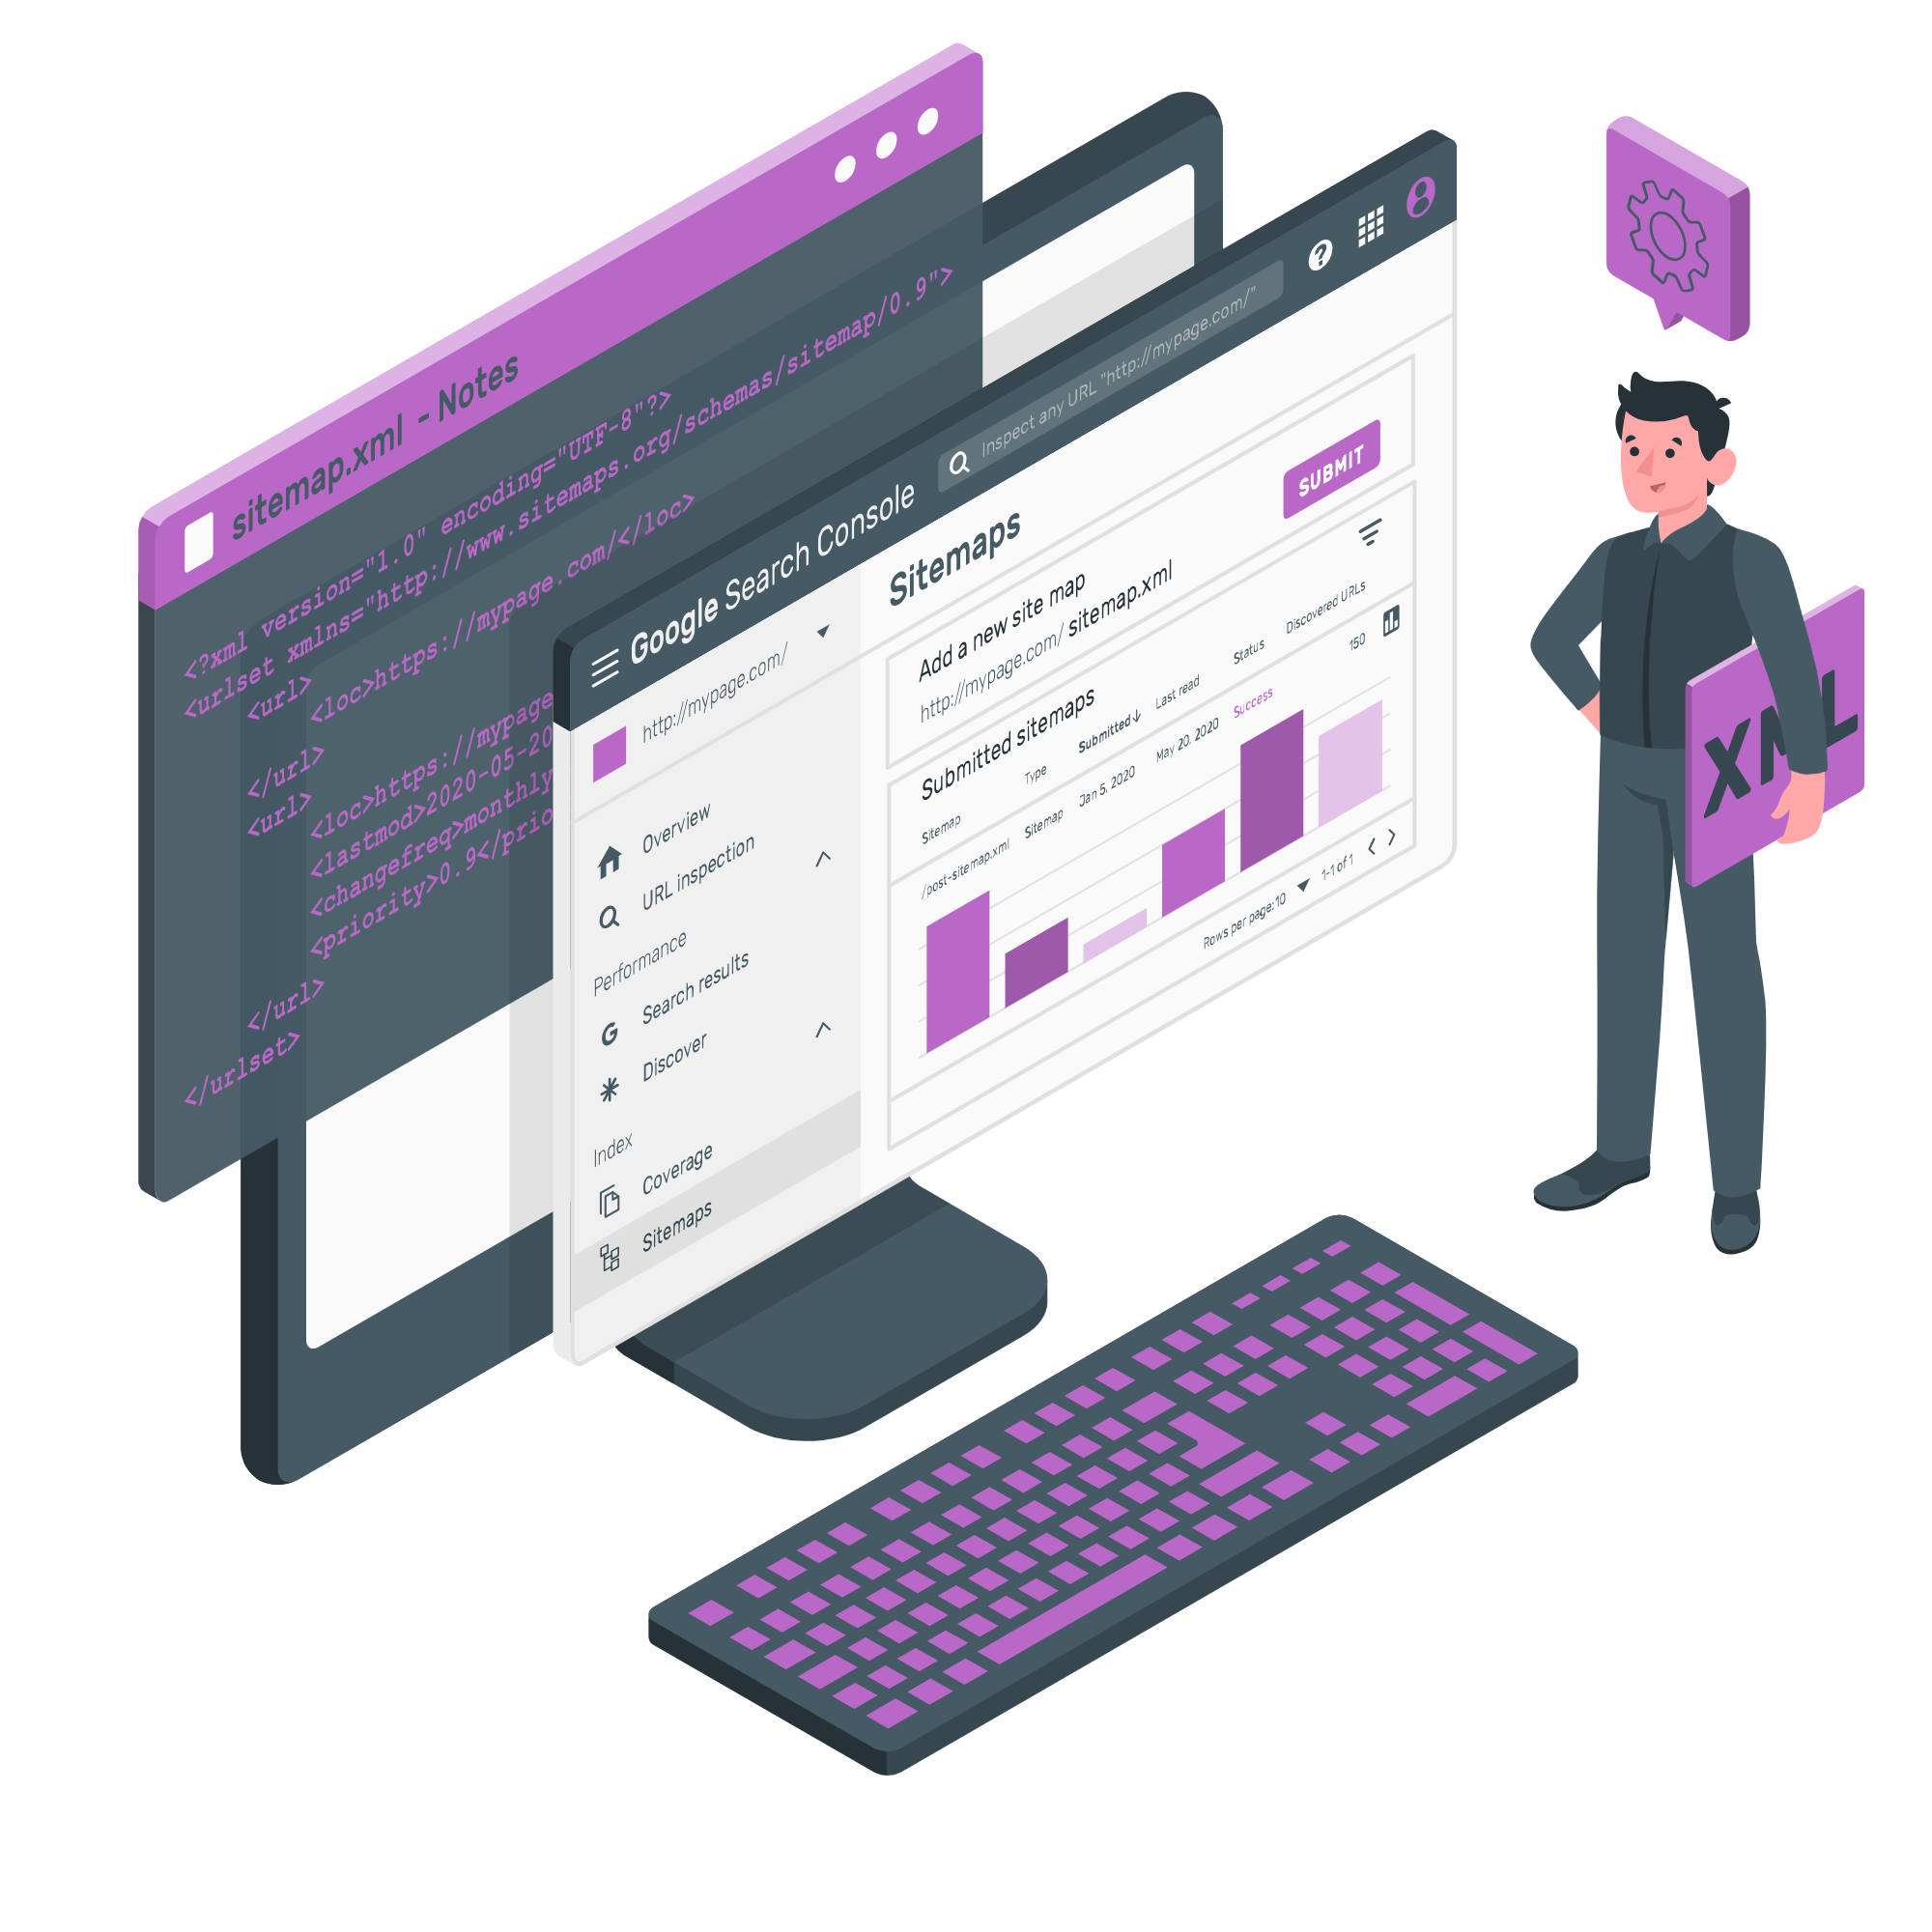 sitemap.xml - Notes
<?xml version="1.0" encoding="UTF-8"?>
<urlset xmlns="http://www.sitemaps.org/schemas/sitemap/0.9">
<url>
<loc>https://mypage.com/</loc>
</url>
<url>
<loc>https://mypage
<lastmod>2020-05-20
<changefreq>monthly
<priority>0.9</prio
</url>
</urlset>
Google Search Console
Inspect any URL "http://mypage.com/"
?
http://mypage.com/
Overview
URL inspection
Performance
G Search results
Discover
Index
Coverage
Sitemaps
Sitemaps
Add a new site map
http://mypage.com/ sitemap.xml
SUBMIT
Submitted sitemaps
Sitemap Type Submitted↓ Last read Status Discovered URLs
/post-sitemap.xml Sitemap Jan 5, 2020 May 20, 2020 Success 150
Rows per page:10 1-1 of 1 < >
XML